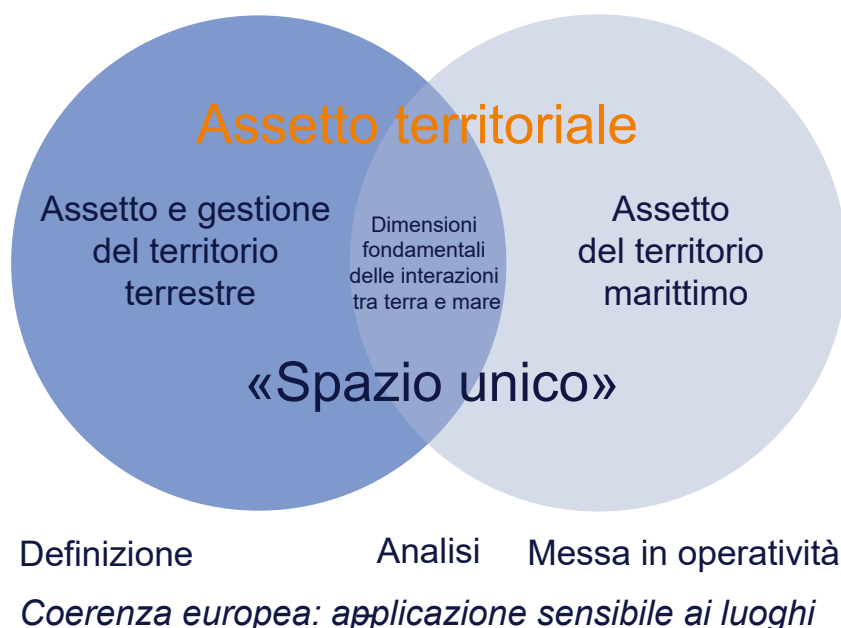 Assetto territoriale
Assetto e gestione
del territorio
terrestre
Dimensioni
fondamentali
delle interazioni
tra terra e mare
Assetto
del territorio
marittimo
«Spazio unico»
Definizione
Analisi
Messa in operatività
Coerenza europea: applicazione sensibile ai luoghi